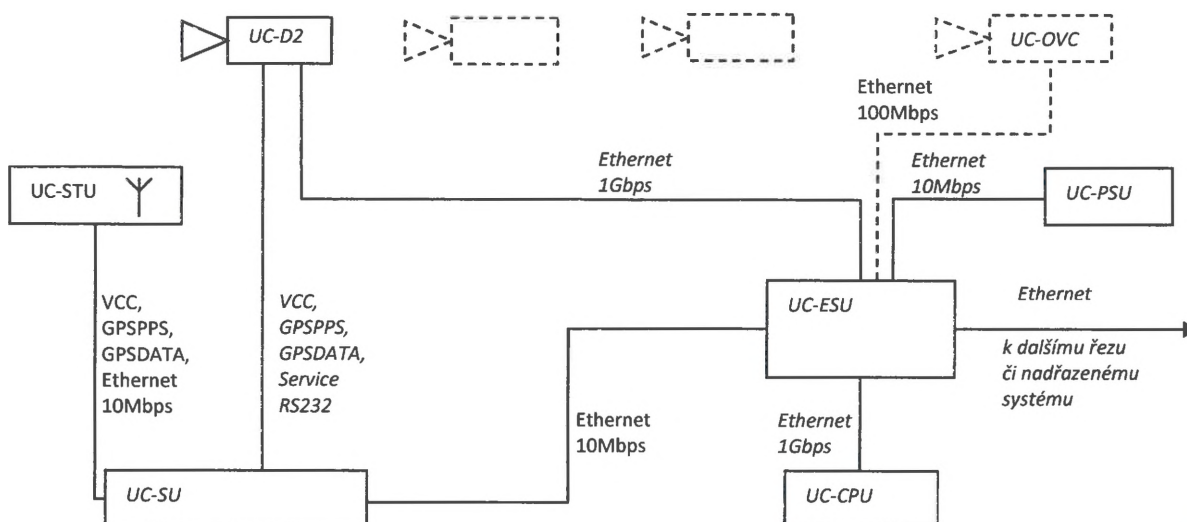 UC-D2
UC-OVC
Ethernet
100Mbps
Ethernet
1Gbps
Ethernet
10Mbps
UC-STU
UC-PSU
VCC,
GPSPPS,
GPSDATA,
Ethernet
10Mbps
VCC,
GPSPPS,
GPSDATA,
Service
RS232
UC-ESU
Ethernet
k dalšímu řezu
či nadřazenému
systému
Ethernet
10Mbps
Ethernet
1Gbps
UC-SU
UC-CPU